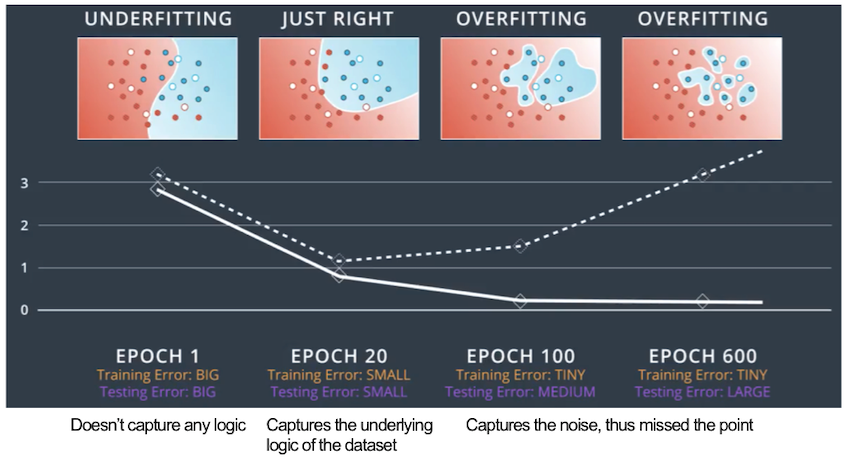 UNDERFITTING
JUST RIGHT
OVERFITTING
OVERFITTING
3
2
1
0
EPOCH 1
Training Error: BIG
Testing Error: BIG
EPOCH 20
Training Error: SMALL
Testing Error: SMALL
EPOCH 100
Training Error: TINY
Testing Error: MEDIUM
EPOCH 600
Training Error: TINY
Testing Error: LARGE
Doesn't capture any logic
Captures the underlying
logic of the dataset
Captures the noise, thus missed the point